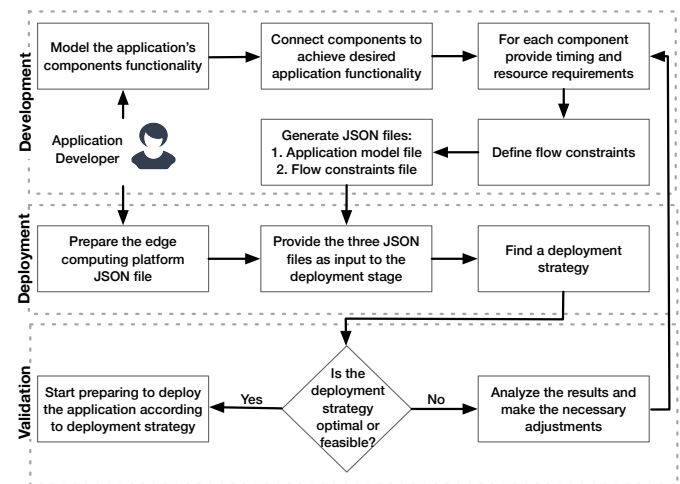 Development
Model the application's
components functionality
Connect components to
achieve desired
application functionality
For each component
provide timing and
resource requirements
Application
Developer
Generate JSON files:
1. Application model file
2. Flow constraints file
Define flow constraints
Deployment
Prepare the edge
computing platform
JSON file
Provide the three JSON
files as input to the
deployment stage
Find a deployment
strategy
Validation
Start preparing to deploy
the application according
to deployment strategy
Yes
Is the
deployment
strategy
optimal or
feasible?
No
Analyze the results and
make the necessary
adjustments